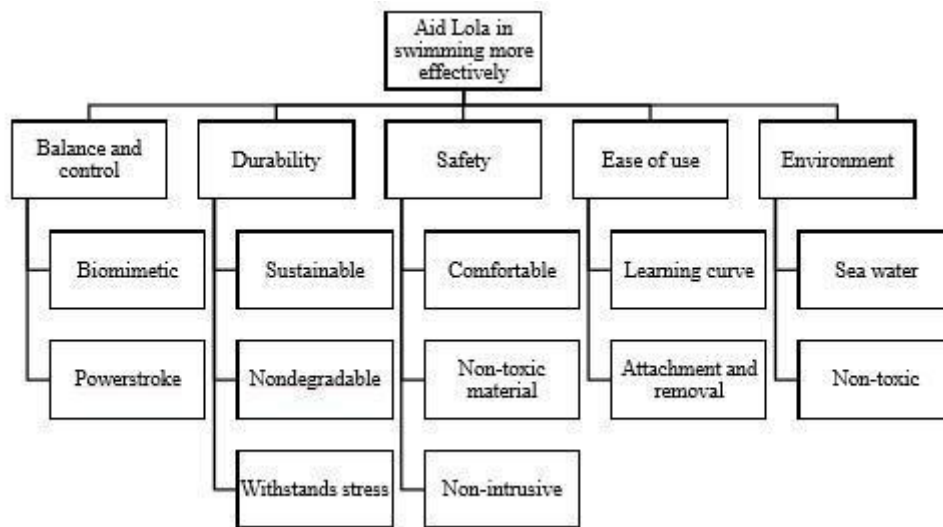 Aid Lola in
swimming more
effectively
Balance and
control
Durability
Safety
Ease of use
Environment
Biomimetic
Sustainable
Comfortable
Learning curve
Sea water
Powerstroke
Nondegradable
Non-toxic
material
Attachment and
removal
Non-toxic
Withstands stress
Non-intrusive